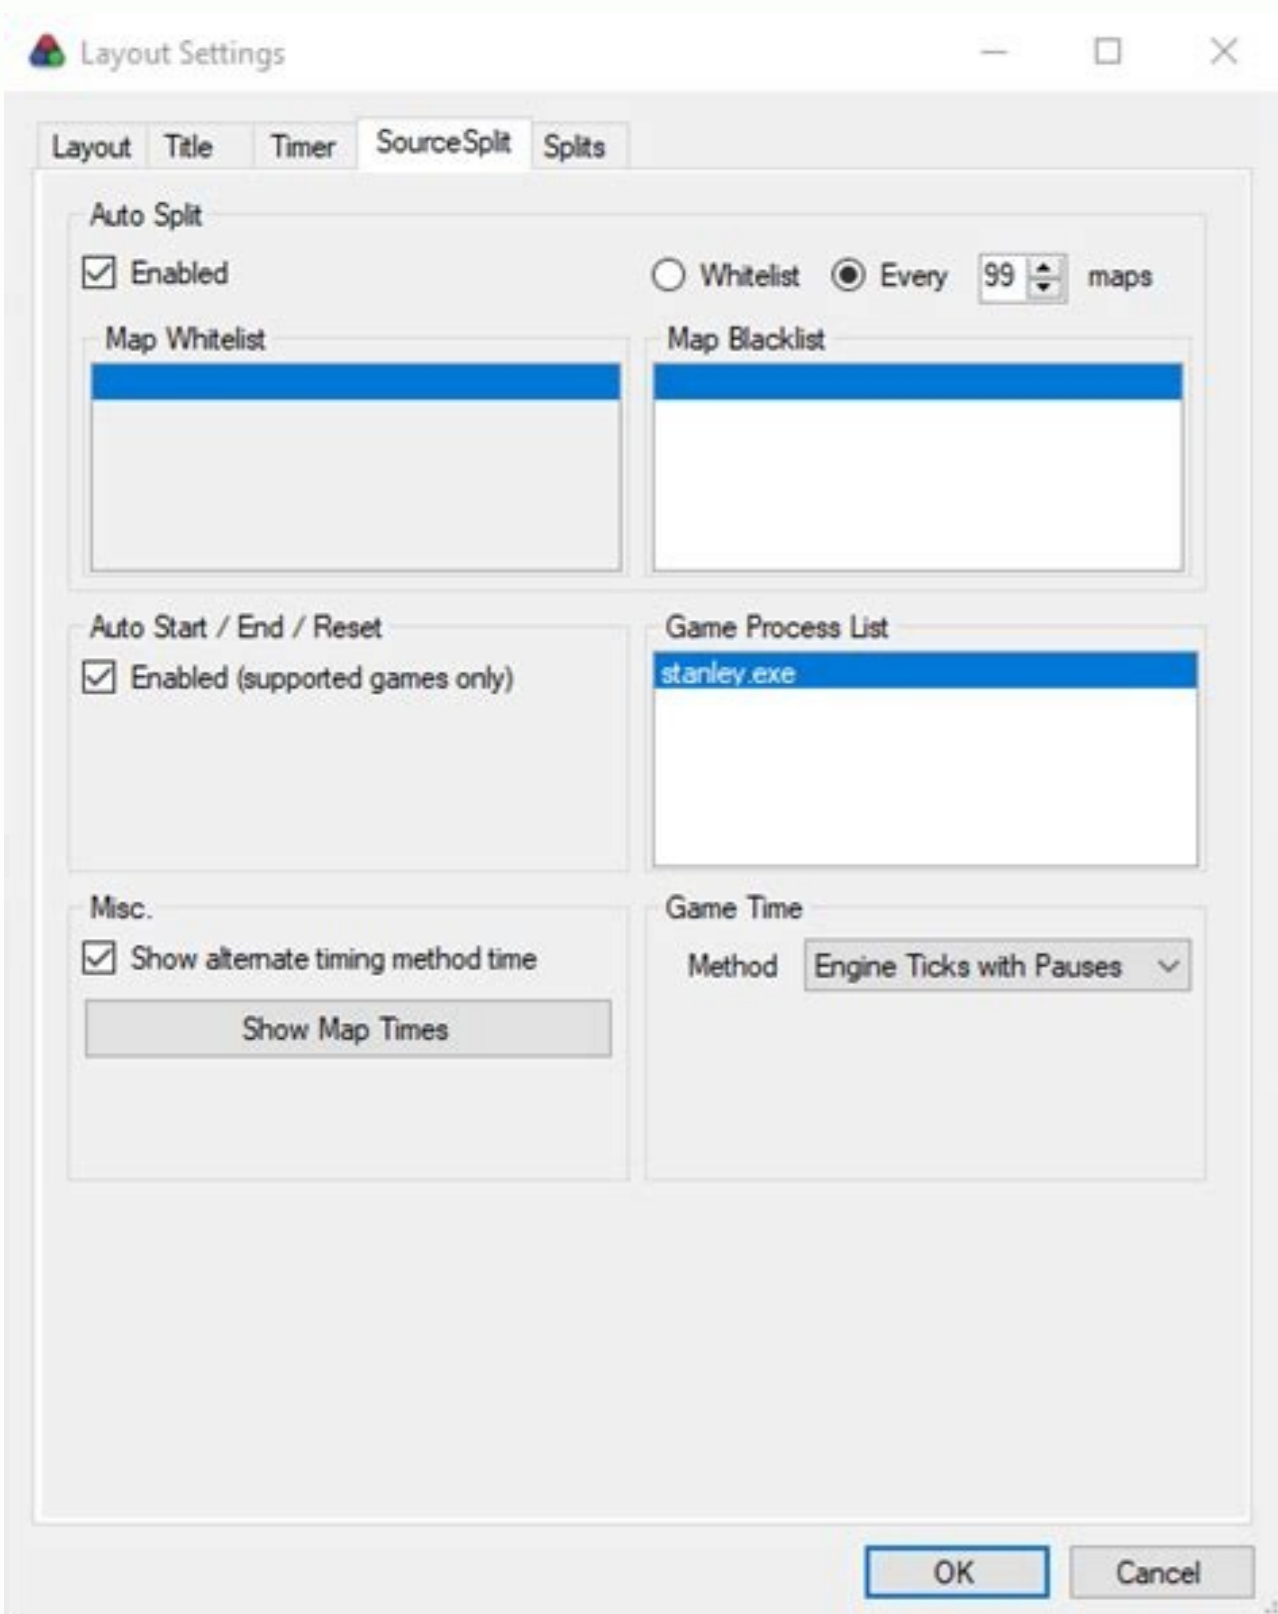 Layout Settings
Layout Title Timer SourceSplit Splits
Auto Split
Enabled Whitelist Every 99 maps
Map Whitelist Map Blacklist
Auto Start / End / Reset Game Process List
Enabled (supported games only) stanley.exe
Misc. Game Time
Show alternate timing method time Method Engine Ticks with Pauses
Show Map Times
OK Cancel